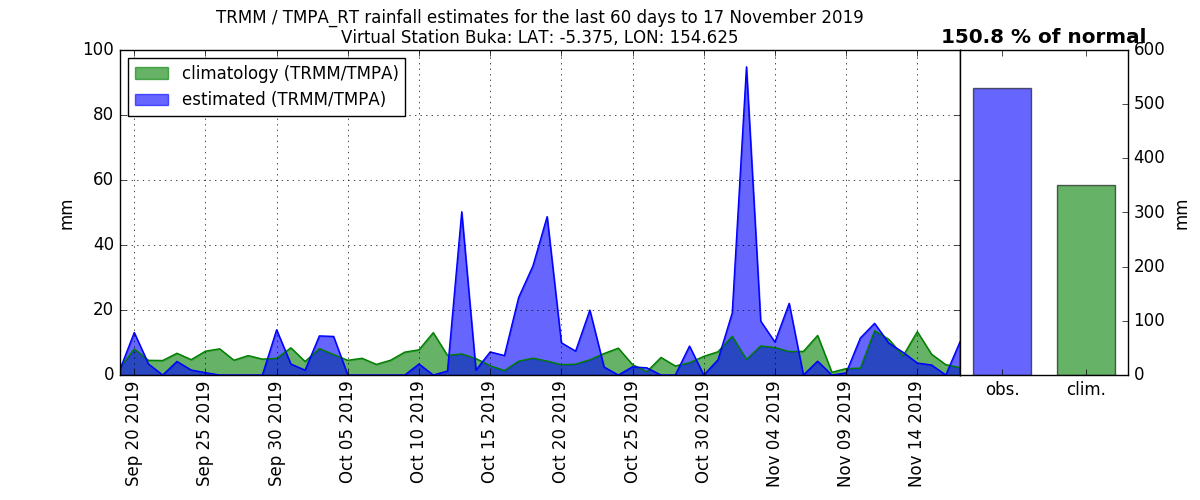 TRMM / TMPA_RT rainfall estimates for the last 60 days to 17 November 2019
Virtual Station Buka: LAT: -5.375, LON: 154.625
150.8 % of normal
climatology (TRMM/TMPA)
estimated (TRMM/TMPA)
mm
100
80
60
40
20
0
600
500
400
300
200
100
0
mm
Sep 20 2019
Sep 25 2019
Sep 30 2019
Oct 05 2019
Oct 10 2019
Oct 15 2019
Oct 20 2019
Oct 25 2019
Oct 30 2019
Nov 04 2019
Nov 09 2019
Nov 14 2019
obs.
clim.